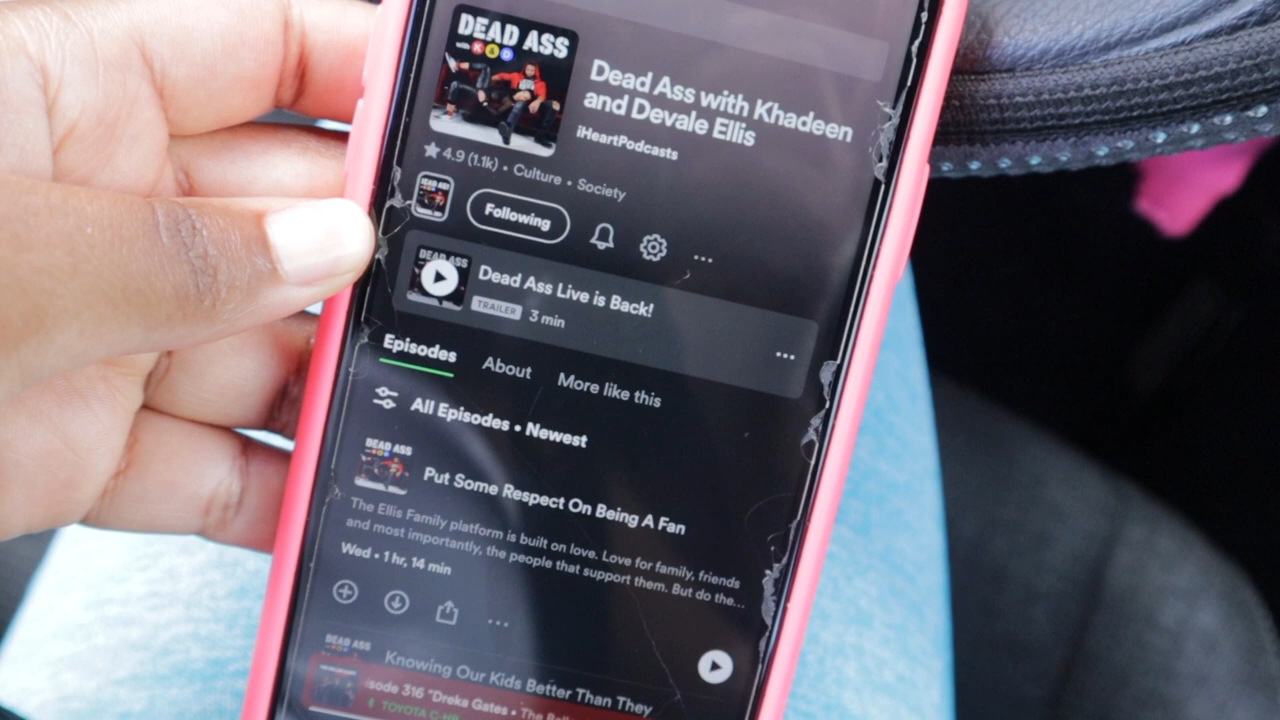 DEAD ASS
with K & D
Dead Ass with Khadeen
and Devale Ellis
iHeartPodcasts
4.9 (1.1k) • Culture • Society
DEAD ASS
Following
DEAD ASS
Dead Ass Live is Back!
TRAILER 3 min
Episodes About More like this
All Episodes • Newest
DEAD ASS
Put Some Respect On Being A Fan
The Ellis Family platform is built on love. Love for family, friends
and most importantly, the people that support them. But do the...
Wed • 1 hr, 14 min
DEAD ASS
Knowing Our Kids Better Than They
isode 316 "Dreka Gates • The
TOYOTA C-HR